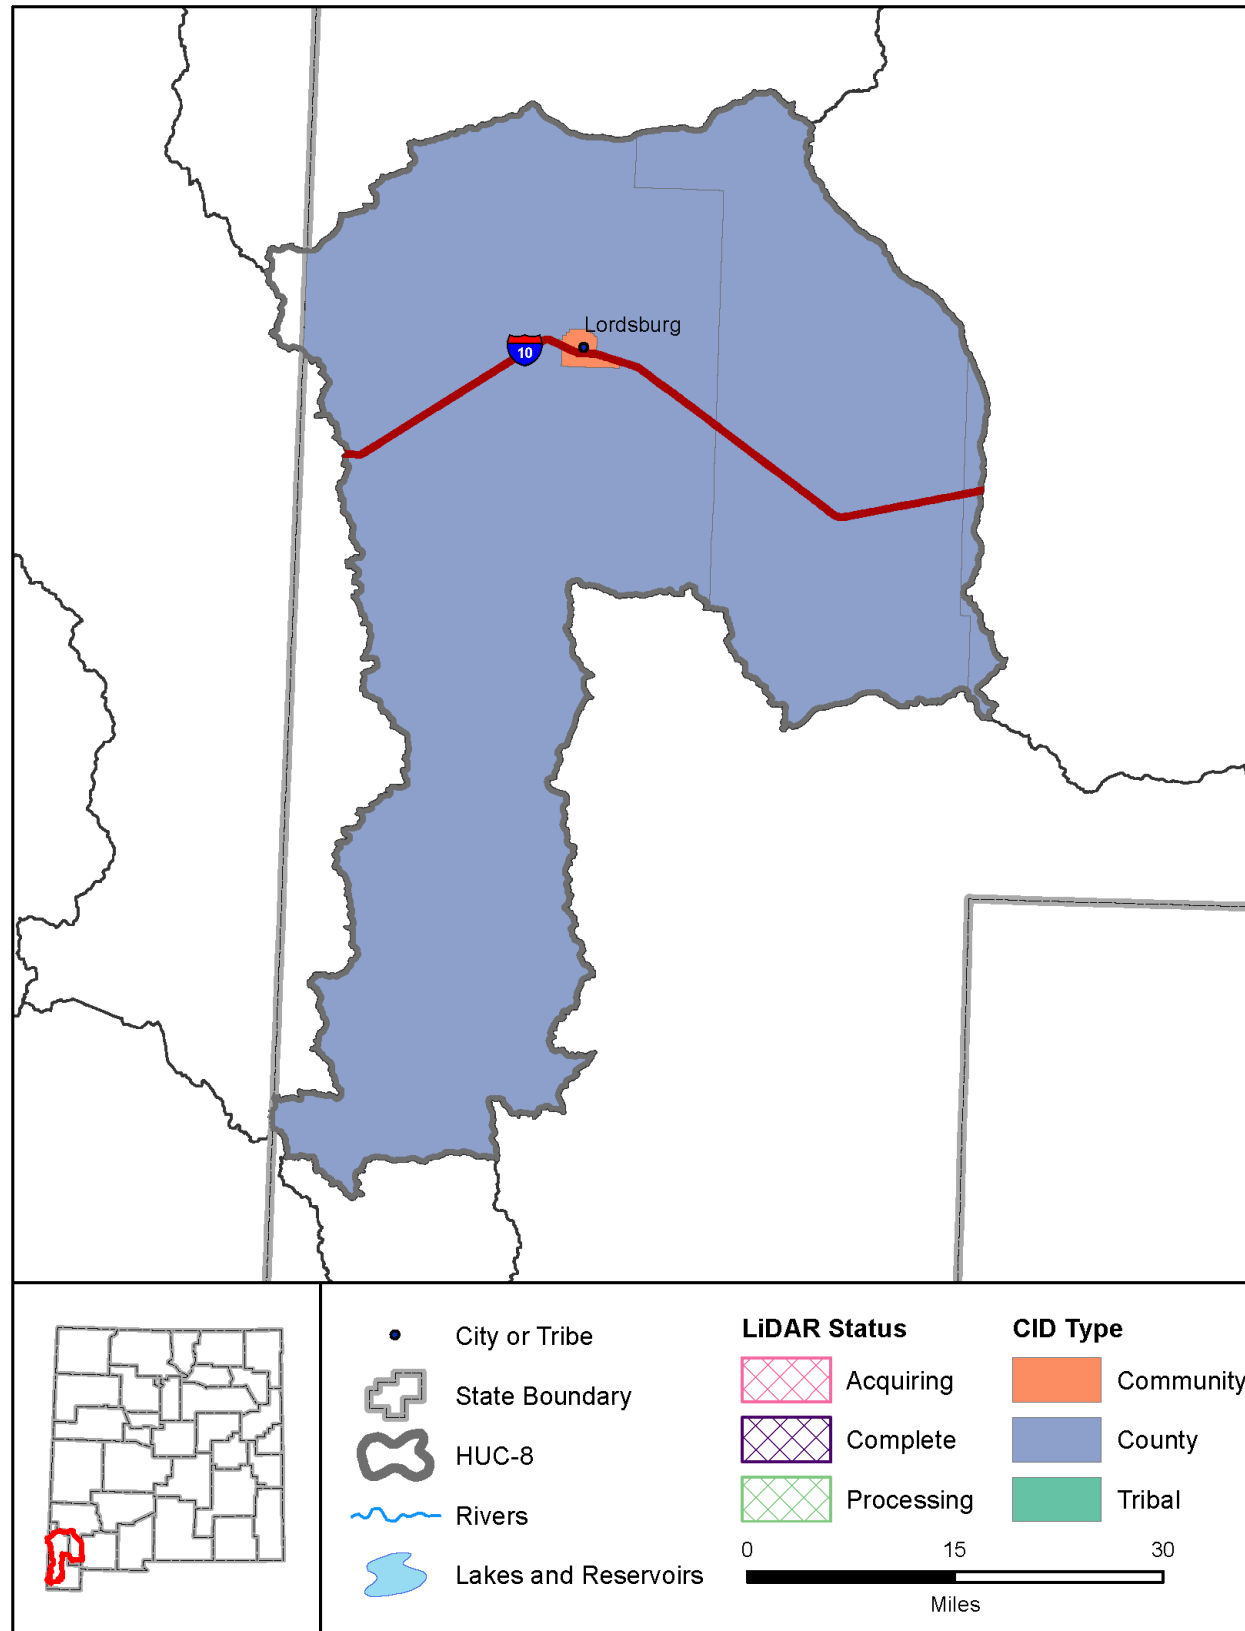 Lordsburg
10
City or Tribe
State Boundary
HUC-8
Rivers
Lakes and Reservoirs
LiDAR Status
Acquiring
Complete
Processing
CID Type
Community
County
Tribal
0 15 30
Miles